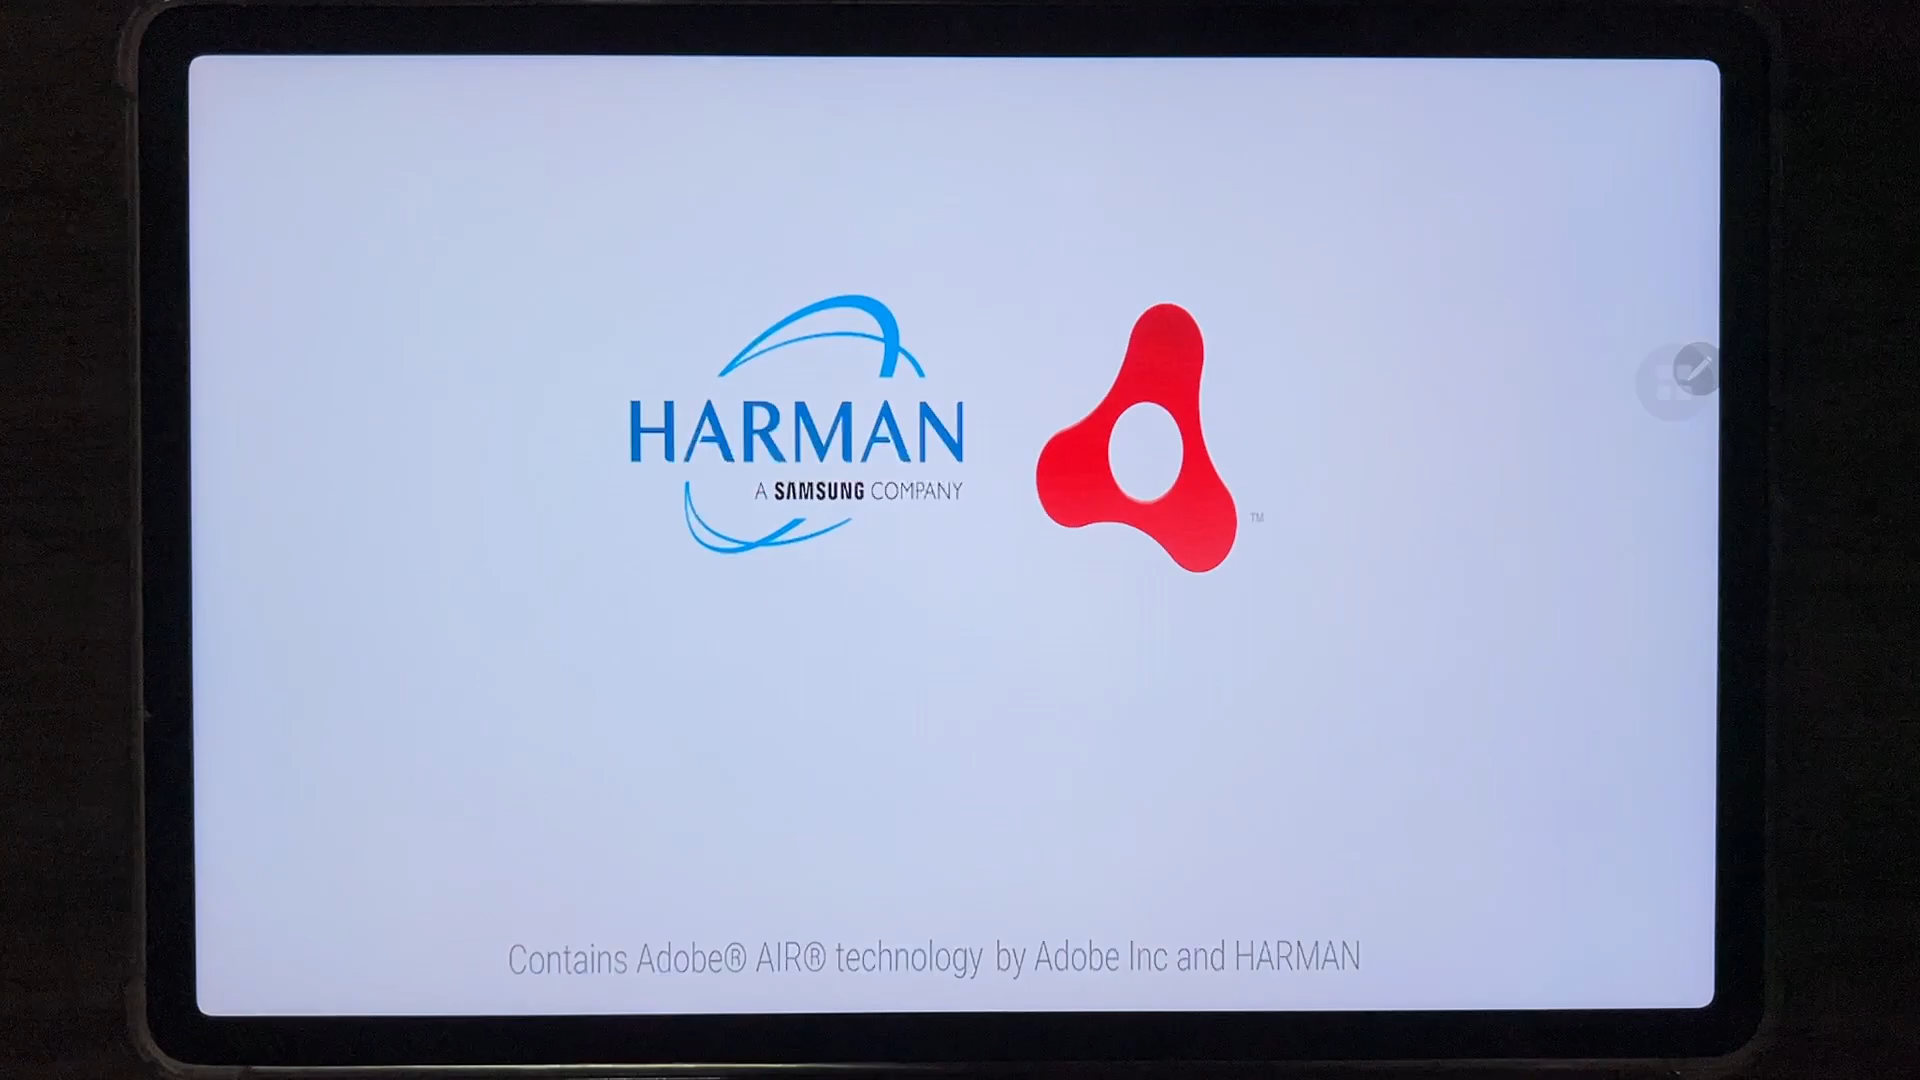 HARMAN
A SAMSUNG COMPANY
TM
Contains Adobe® AIR® technology by Adobe Inc and HARMAN